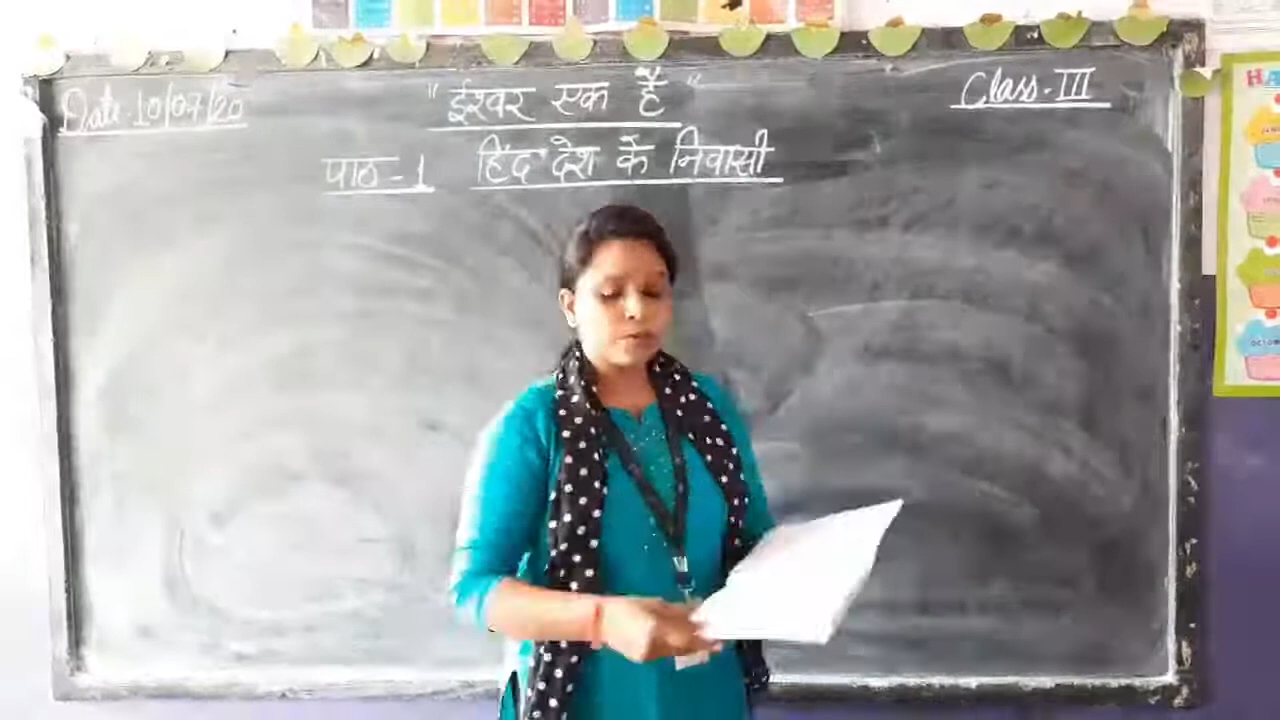 Date. 10/07/20
"ईश्वर एक है"
Class. III
पाठ-1 हिंद देश के निवासी